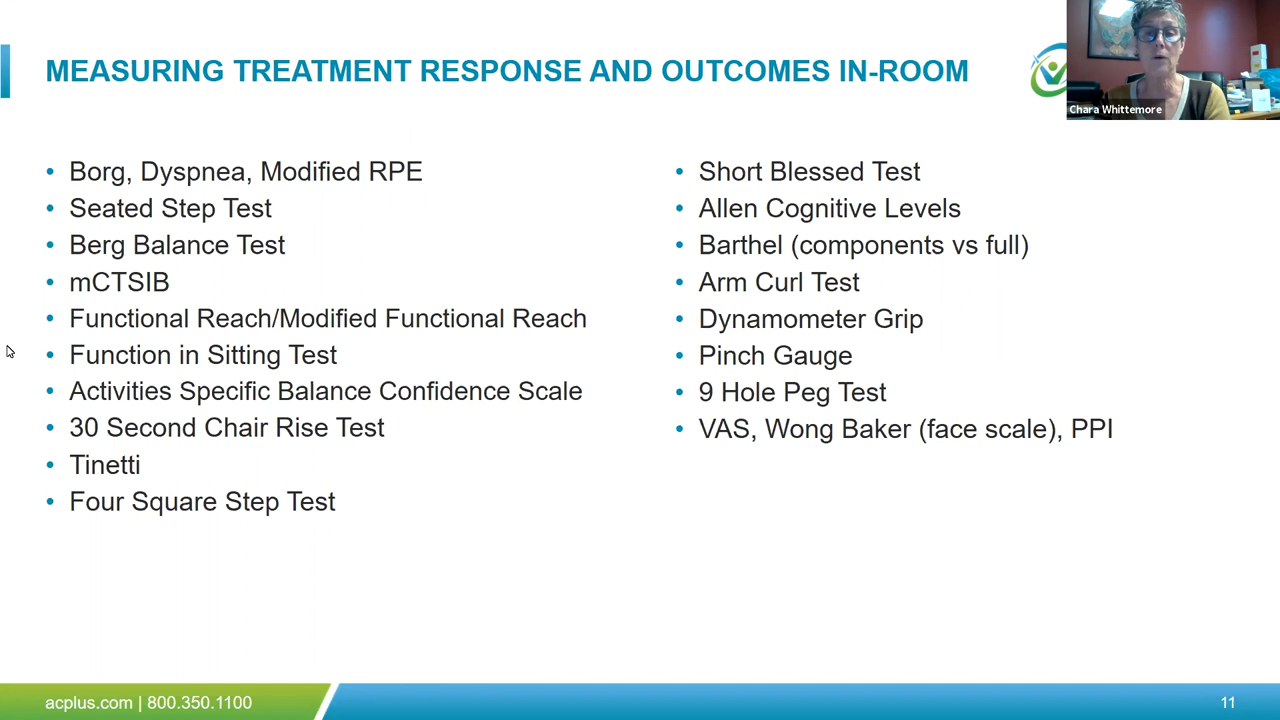 MEASURING TREATMENT RESPONSE AND OUTCOMES IN-ROOM
Chara Whittemore
• Borg, Dyspnea, Modified RPE
• Seated Step Test
• Berg Balance Test
• mCTSIB
• Functional Reach/Modified Functional Reach
• Function in Sitting Test
• Activities Specific Balance Confidence Scale
• 30 Second Chair Rise Test
• Tinetti
• Four Square Step Test
• Short Blessed Test
• Allen Cognitive Levels
• Barthel (components vs full)
• Arm Curl Test
• Dynamometer Grip
• Pinch Gauge
• 9 Hole Peg Test
• VAS, Wong Baker (face scale), PPI
acplus.com | 800.350.1100
11